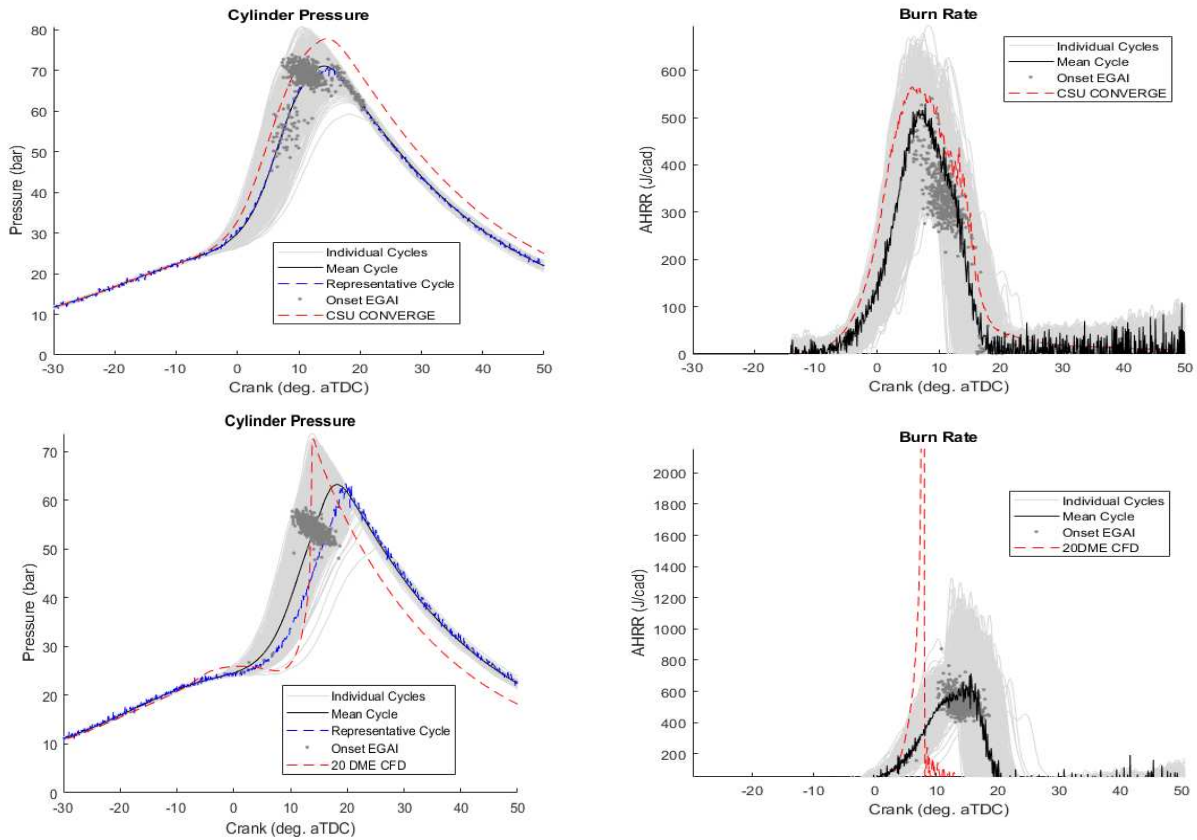 Cylinder Pressure
80
70
60
50
40
30
20
10
0
Pressure (bar)
Individual Cycles
Mean Cycle
Representative Cycle
Onset EGAI
CSU CONVERGE
-30 -20 -10 0 10 20 30 40 50
Crank (deg. aTDC)
Burn Rate
600
500
400
300
200
100
0
AHRR (J/cad)
Individual Cycles
Mean Cycle
Onset EGAI
CSU CONVERGE
-30 -20 -10 0 10 20 30 40 50
Crank (deg. aTDC)
Cylinder Pressure
70
60
50
40
30
20
10
0
Pressure (bar)
Individual Cycles
Mean Cycle
Representative Cycle
Onset EGAI
20 DME CFD
-30 -20 -10 0 10 20 30 40 50
Crank (deg. aTDC)
Burn Rate
2000
1800
1600
1400
1200
1000
800
600
400
200
AHRR (J/cad)
Individual Cycles
Mean Cycle
Onset EGAI
20DME CFD
-20 -10 0 10 20 30 40 50
Crank (deg. aTDC)